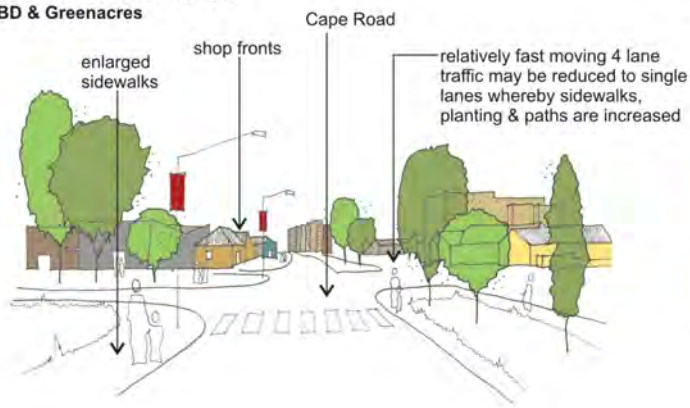 BD & Greenacres
Cape Road
enlarged
sidewalks
shop fronts
relatively fast moving 4 lane
traffic may be reduced to single
lanes whereby sidewalks,
planting & paths are increased